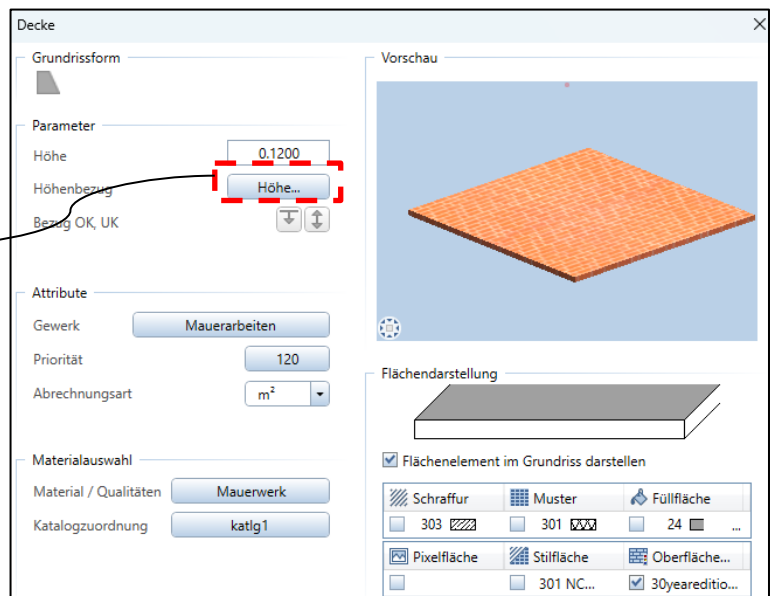 Decke
Grundrissform
Parameter
Höhe 0.1200
Höhenbezug Höhe...
Bezug OK, UK
Attribute
Gewerk Mauerarbeiten
Priorität 120
Abrechnungsart m²
Materialauswahl
Material / Qualitäten Mauerwerk
Katalogzuordnung katlg1
Vorschau
Flächendarstellung
Flächenelement im Grundriss darstellen
Schraffur Muster Füllfläche
303 301 24 ...
Pixelfläche Stilfläche Oberfläche...
301 NC... 30yeareditio...